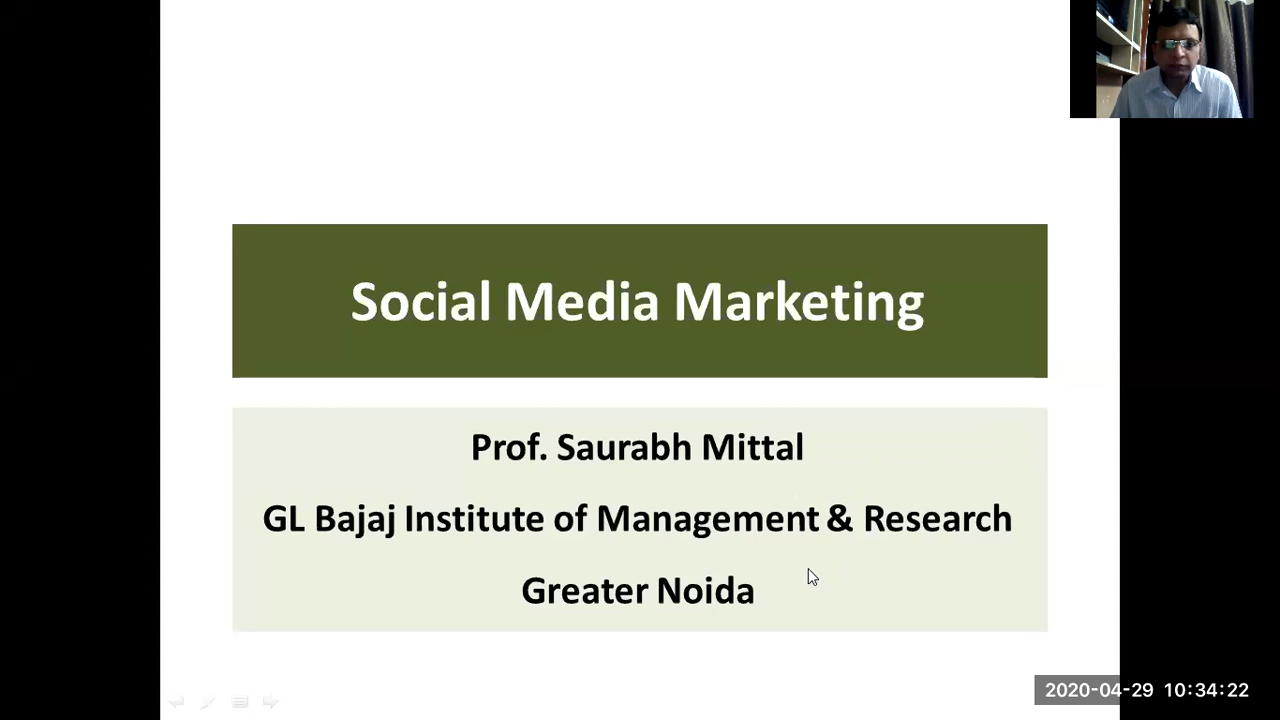 Social Media Marketing
Prof. Saurabh Mittal
GL Bajaj Institute of Management & Research
Greater Noida
2020-04-29 10:34:22